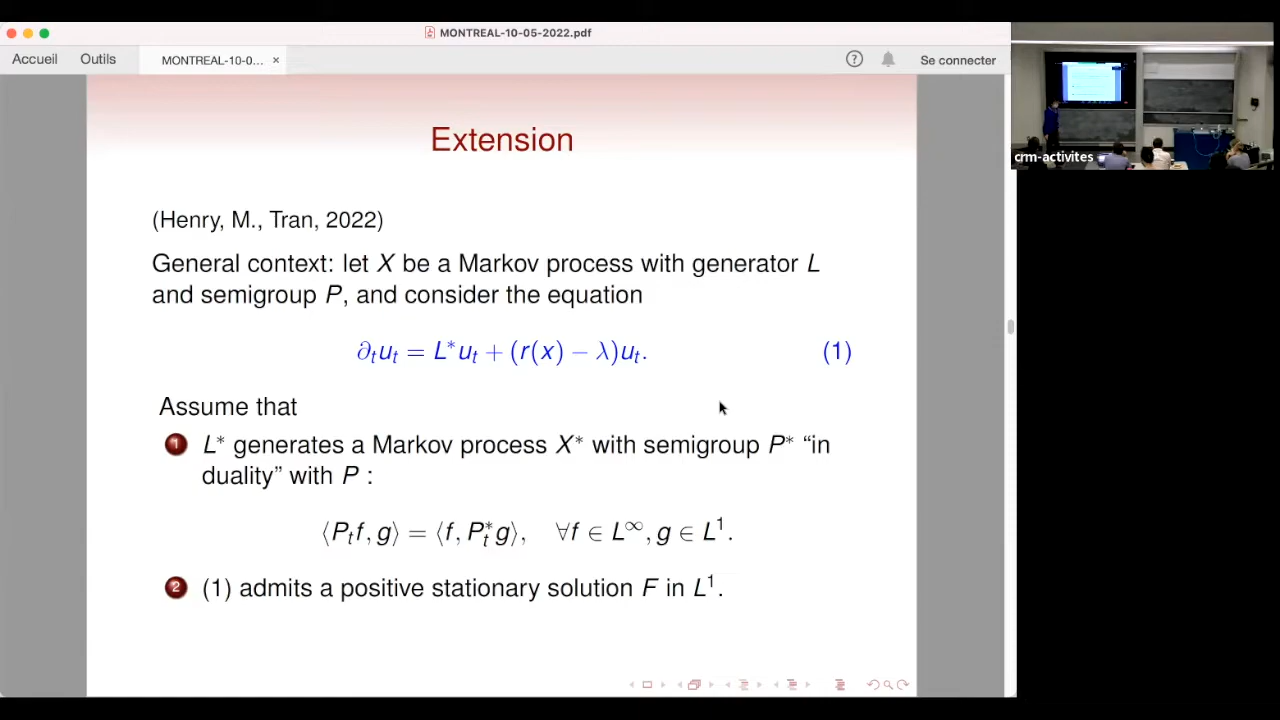 MONTREAL-10-05-2022.pdf
Accueil
Outils
MONTREAL-10-0...
×
?
Se connecter
Extension
(Henry, M., Tran, 2022)
General context: let X be a Markov process with generator L
and semigroup P, and consider the equation
∂ₜuₜ = L*uₜ + (r(x) − λ)uₜ. (1)
Assume that
1 L* generates a Markov process X* with semigroup P* “in
duality” with P :
⟨Pₜf, g⟩ = ⟨f, Pₜ*g⟩, ∀f ∈ L^∞, g ∈ L¹.
2 (1) admits a positive stationary solution F in L¹.
crm-activites